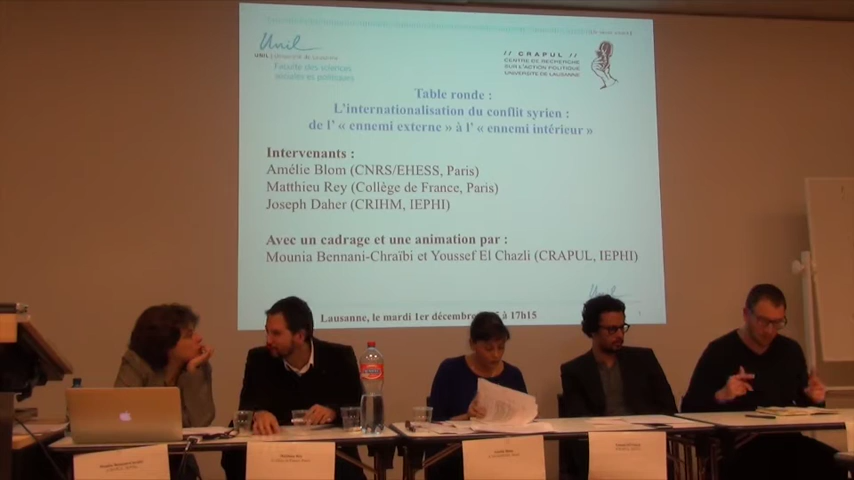 Unil
UNIL | Université de Lausanne
Faculté des sciences
sociales et politiques
// CRAPUL //
CENTRE DE RECHERCHE
SUR L'ACTION POLITIQUE
UNIVERSITÉ DE LAUSANNE
Table ronde :
L'internationalisation du conflit syrien :
de l' « ennemi externe » à l' « ennemi intérieur »
Intervenants :
Amélie Blom (CNRS/EHESS, Paris)
Matthieu Rey (Collège de France, Paris)
Joseph Daher (CRIHM, IEPHI)
Avec un cadrage et une animation par :
Mounia Bennani-Chraïbi et Youssef El Chazli (CRAPUL, IEPHI)
Unil
Lausanne, le mardi 1er décembre à 17h15